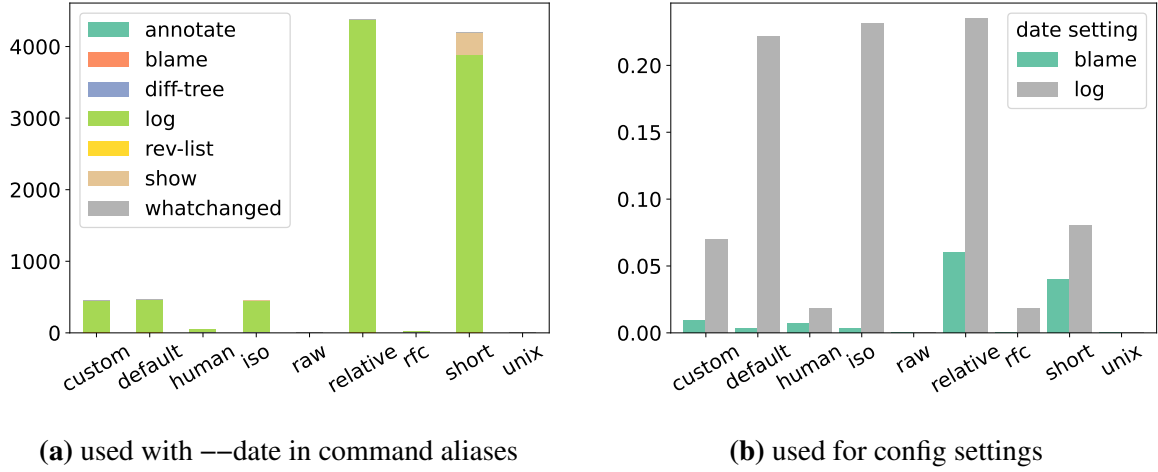 annotate
blame
diff-tree
log
rev-list
show
whatchanged
4000
3000
2000
1000
0
custom
default
human
iso
raw
relative
rfc
short
unix
(a) used with −−date in command aliases
date setting
blame
log
0.20
0.15
0.10
0.05
0.00
custom
default
human
iso
raw
relative
rfc
short
unix
(b) used for config settings